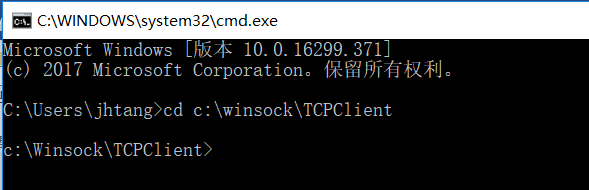 C:\WINDOWS\system32\cmd.exe
Microsoft Windows [版本 10.0.16299.371]
(c) 2017 Microsoft Corporation。保留所有权利。
C:\Users\jhtang>cd c:\winsock\TCPClient
c:\Winsock\TCPClient>